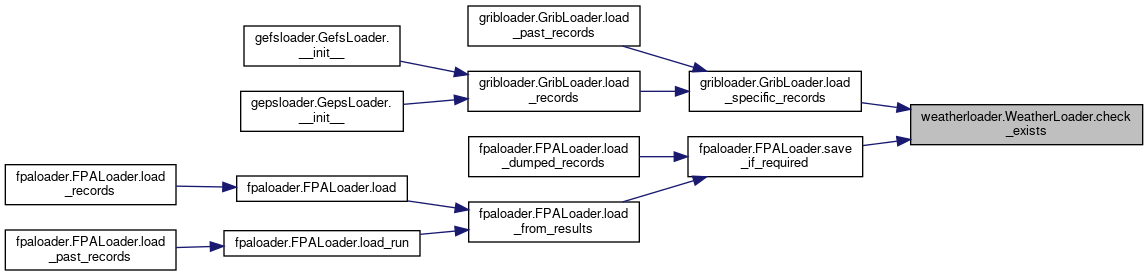 gribloader.GribLoader.load
_past_records
gefsloader.GefsLoader.
__init__
gribloader.GribLoader.load
_records
gribloader.GribLoader.load
_specific_records
gepsloader.GepsLoader.
__init__
weatherloader.WeatherLoader.check
_exists
fpaloader.FPALoader.load
_dumped_records
fpaloader.FPALoader.save
_if_required
fpaloader.FPALoader.load
_records
fpaloader.FPALoader.load
fpaloader.FPALoader.load
_from_results
fpaloader.FPALoader.load
_past_records
fpaloader.FPALoader.load_run